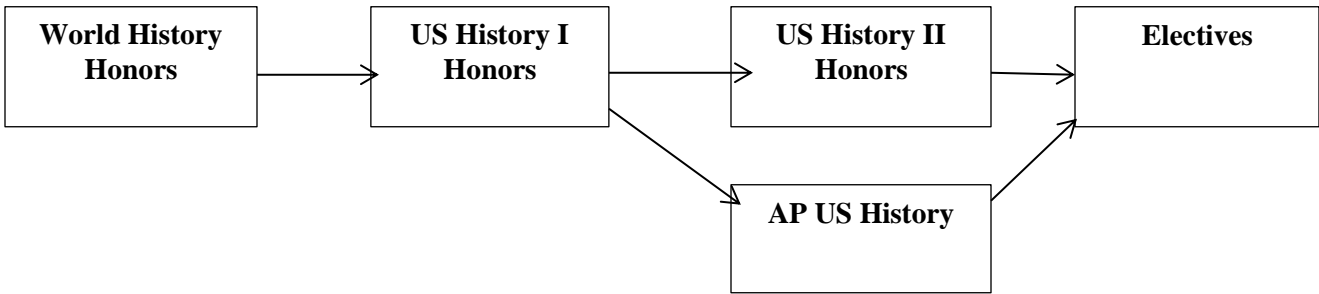 World History
Honors
US History I
Honors
US History II
Honors
Electives
AP US History